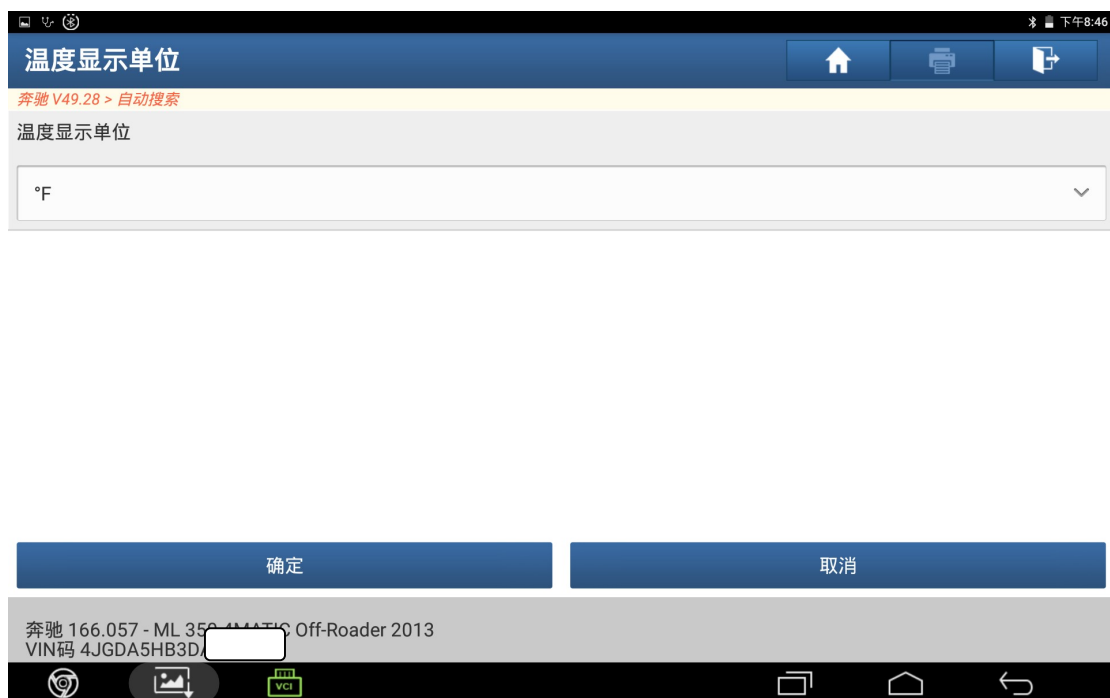 下午8:46
温度显示单位
奔驰 V49.28 > 自动搜索
温度显示单位
°F
确定
取消
奔驰 166.057 - ML 350 4MATIC Off-Roader 2013
VIN码 4JGDA5HB3D
VCI